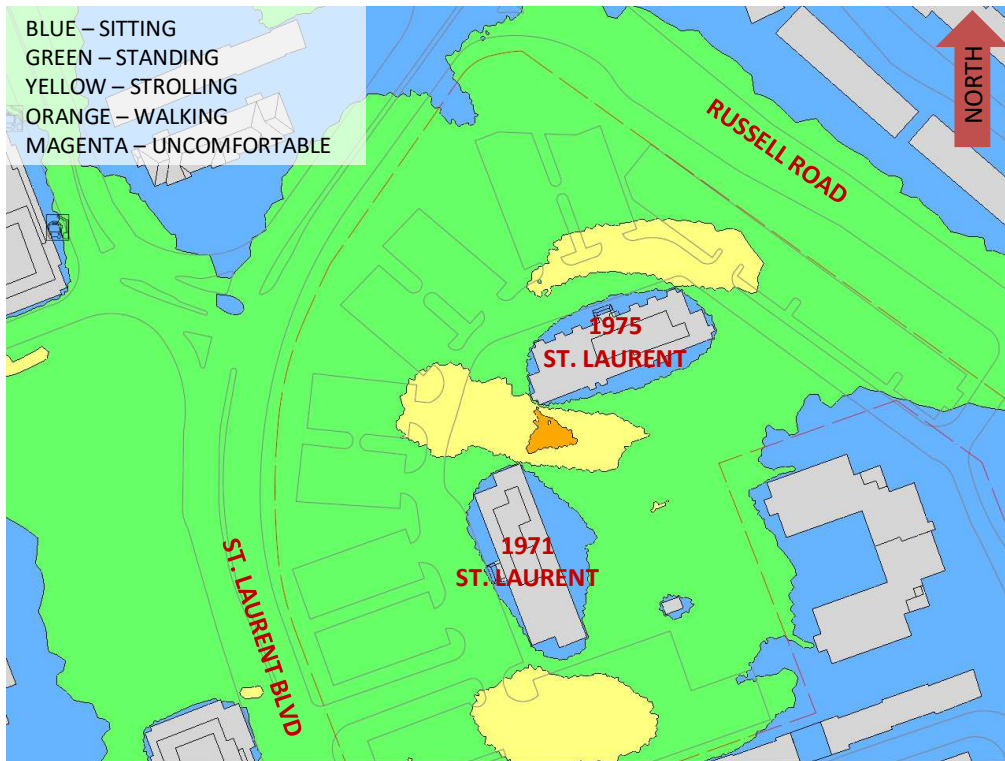 BLUE – SITTING
GREEN – STANDING
YELLOW – STROLLING
ORANGE – WALKING
MAGENTA – UNCOMFORTABLE
NORTH
RUSSELL ROAD
1975
ST. LAURENT
1971
ST. LAURENT
ST. LAURENT BLVD